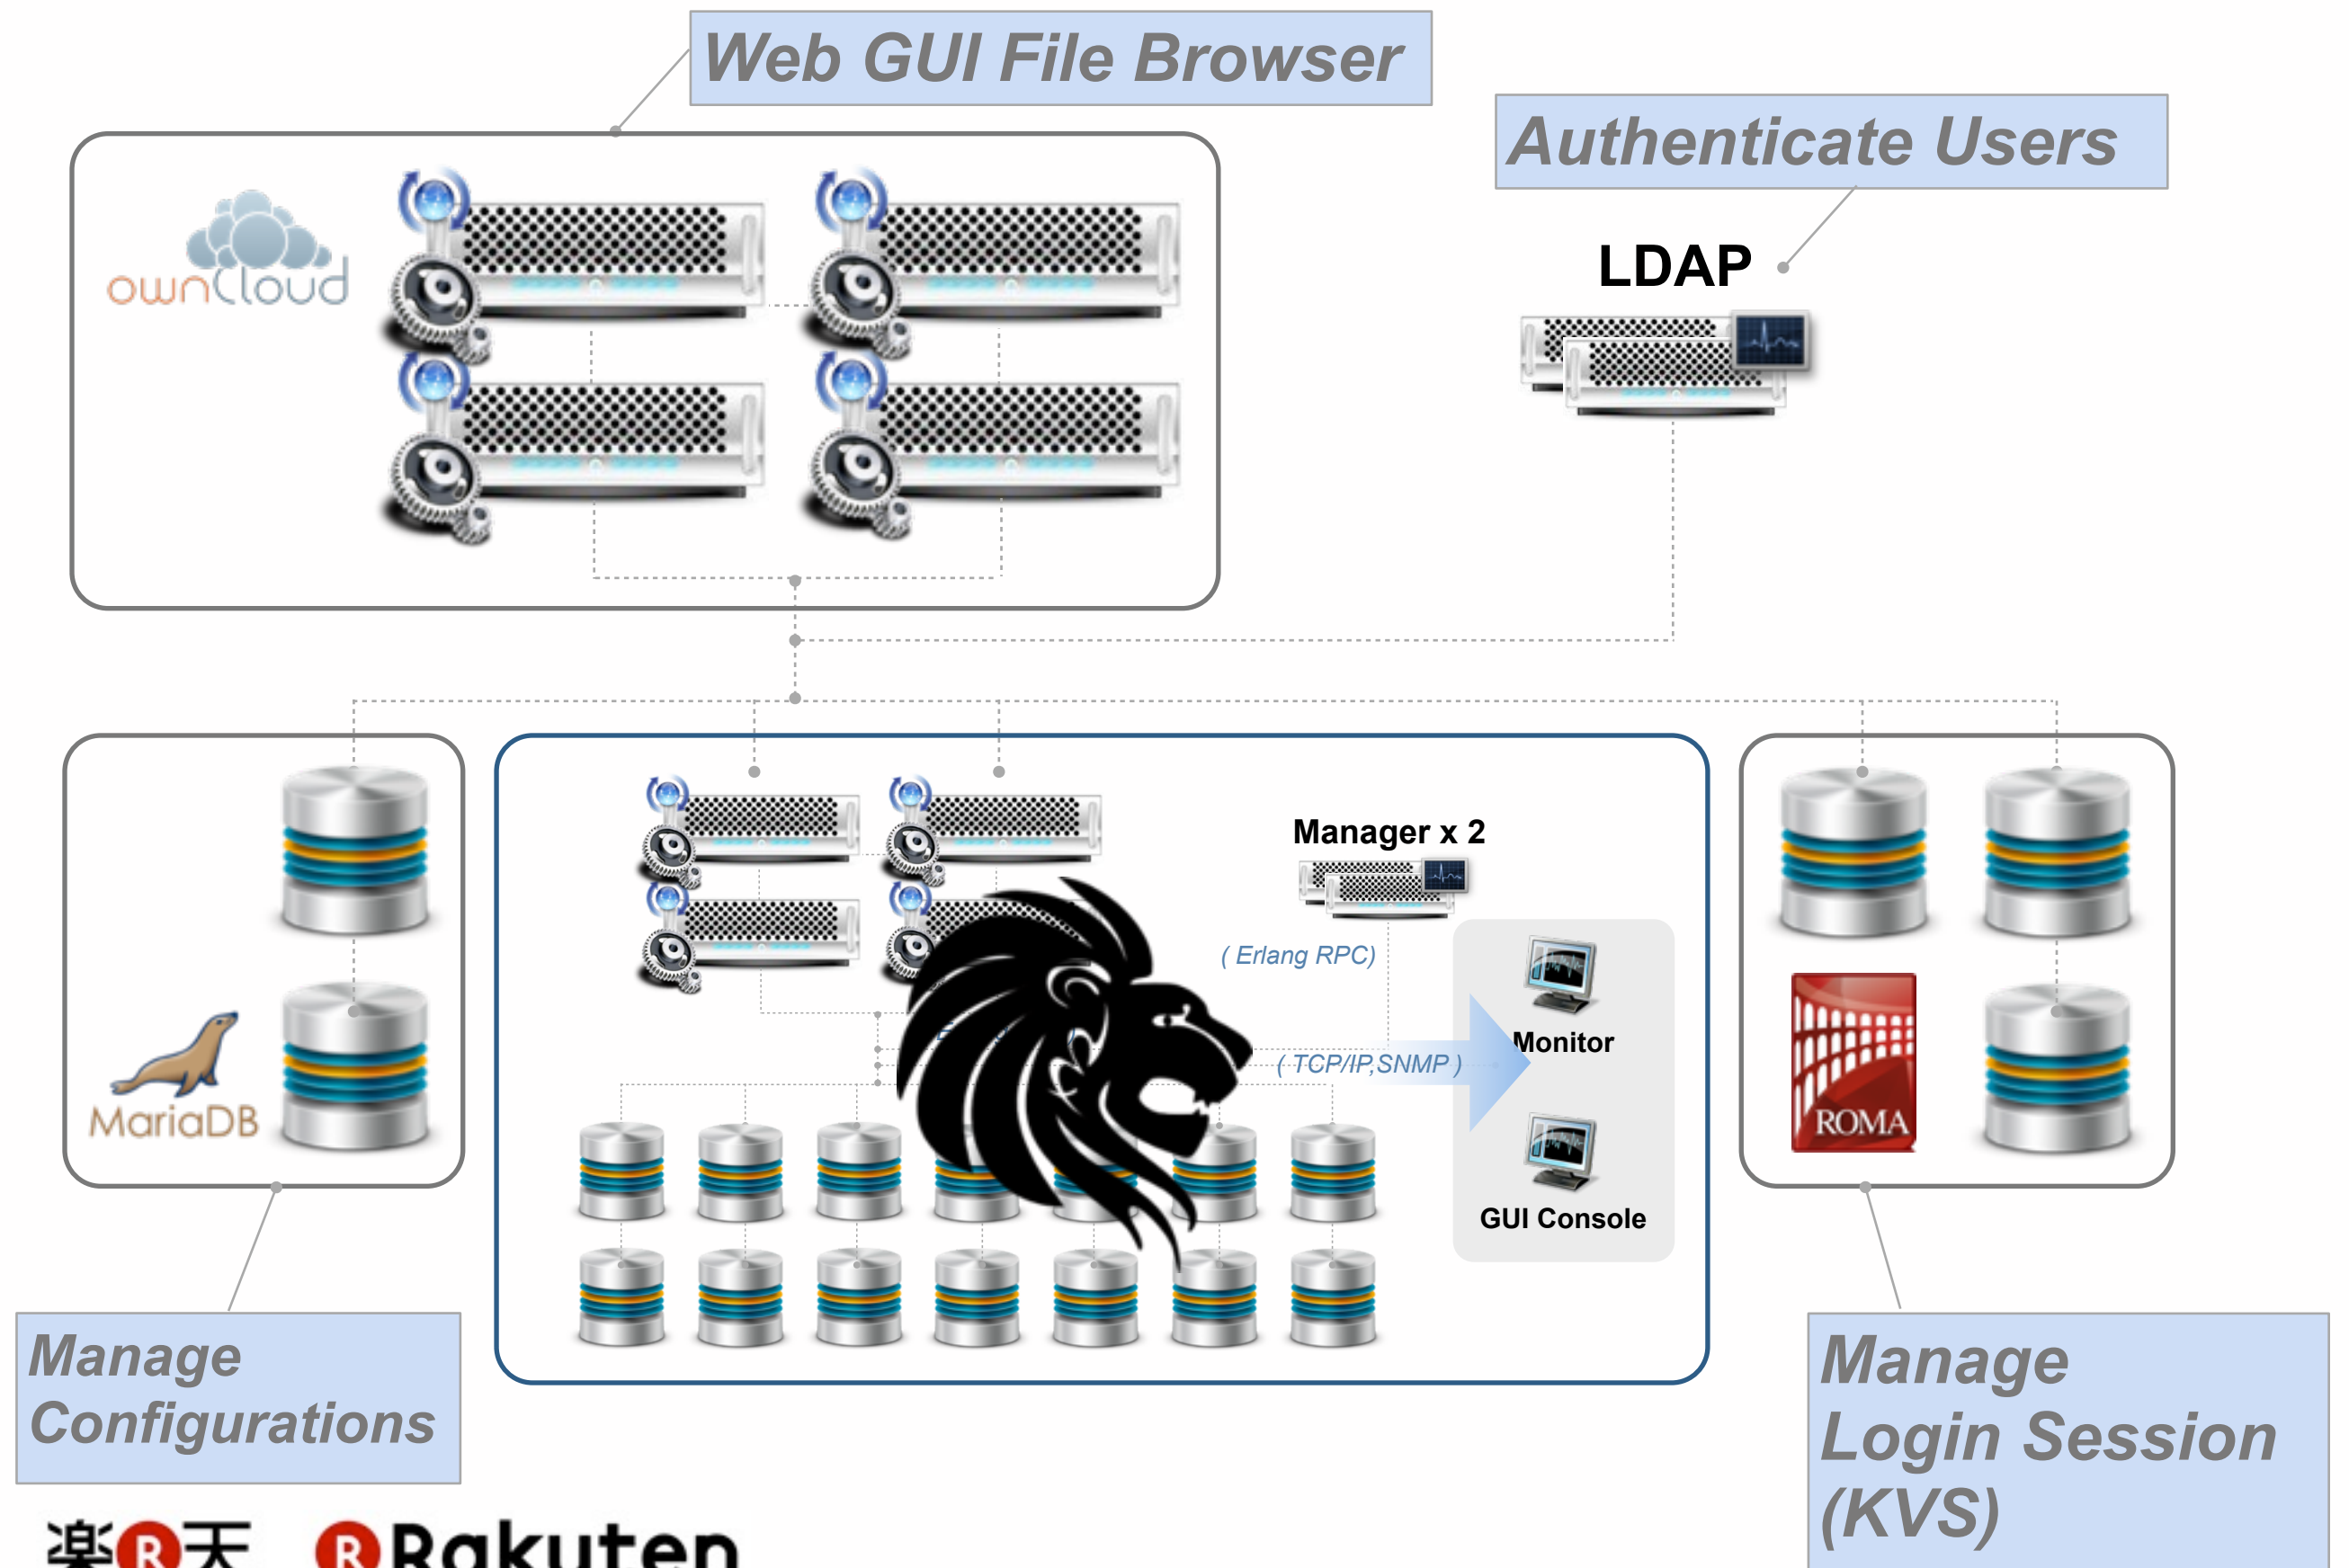 Web GUI File Browser
Authenticate Users
ownCloud
LDAP
Manager x 2
( Erlang RPC)
Monitor
( TCP/IP,SNMP )
GUI Console
MariaDB
ROMA
Manage
Configurations
Manage
Login Session
(KVS)
楽R天 R Rakuten